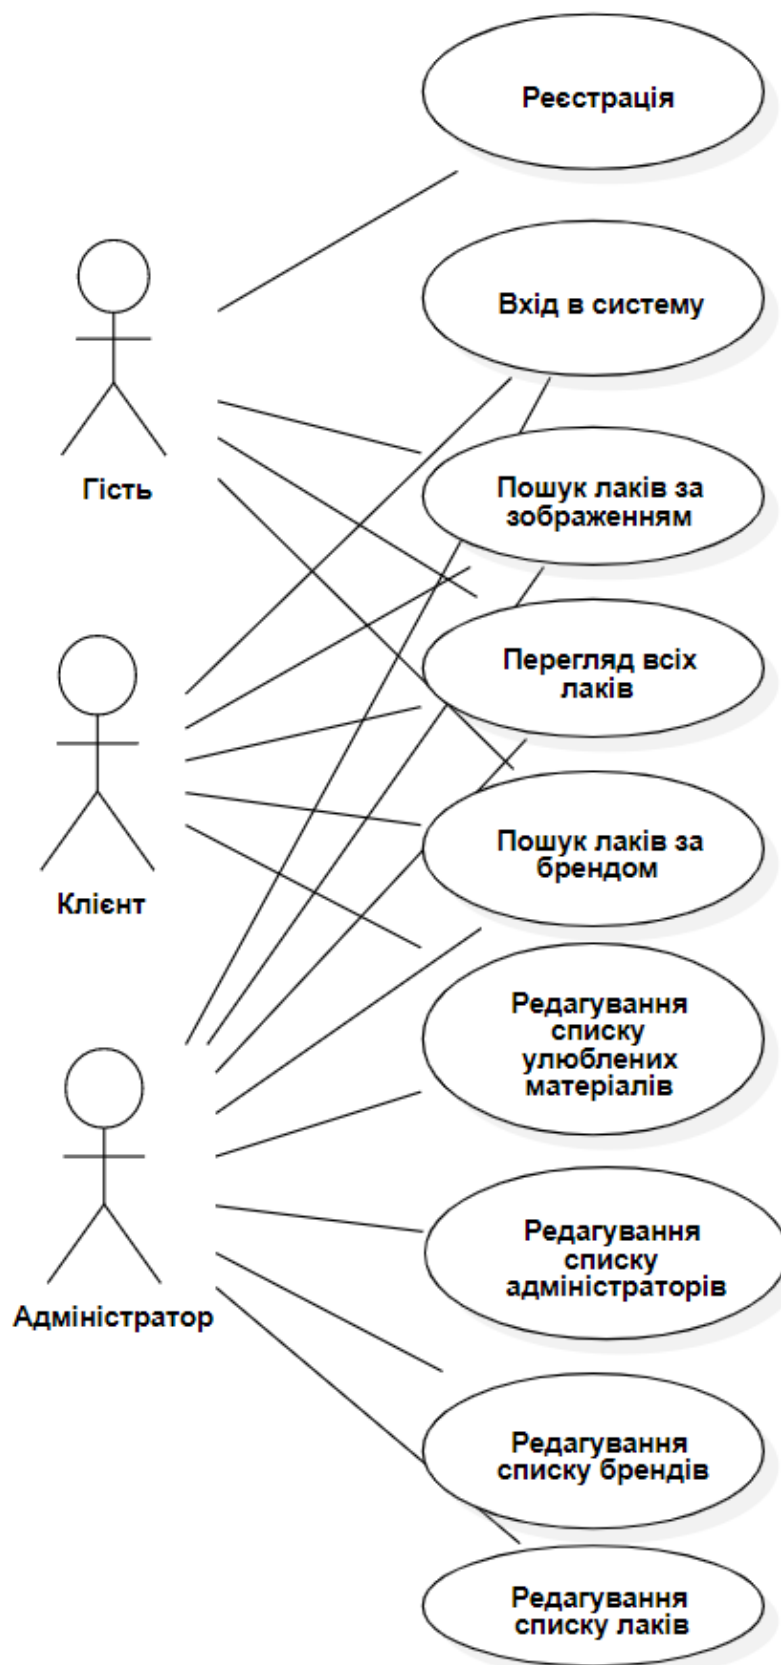 Реєстрація
Вхід в систему
Гість
Пошук лаків за
зображенням
Перегляд всіх
лаків
Клієнт
Пошук лаків за
брендом
Редагування
списку
улюблених
матеріалів
Адміністратор
Редагування
списку
адміністраторів
Редагування
списку брендів
Редагування
списку лаків